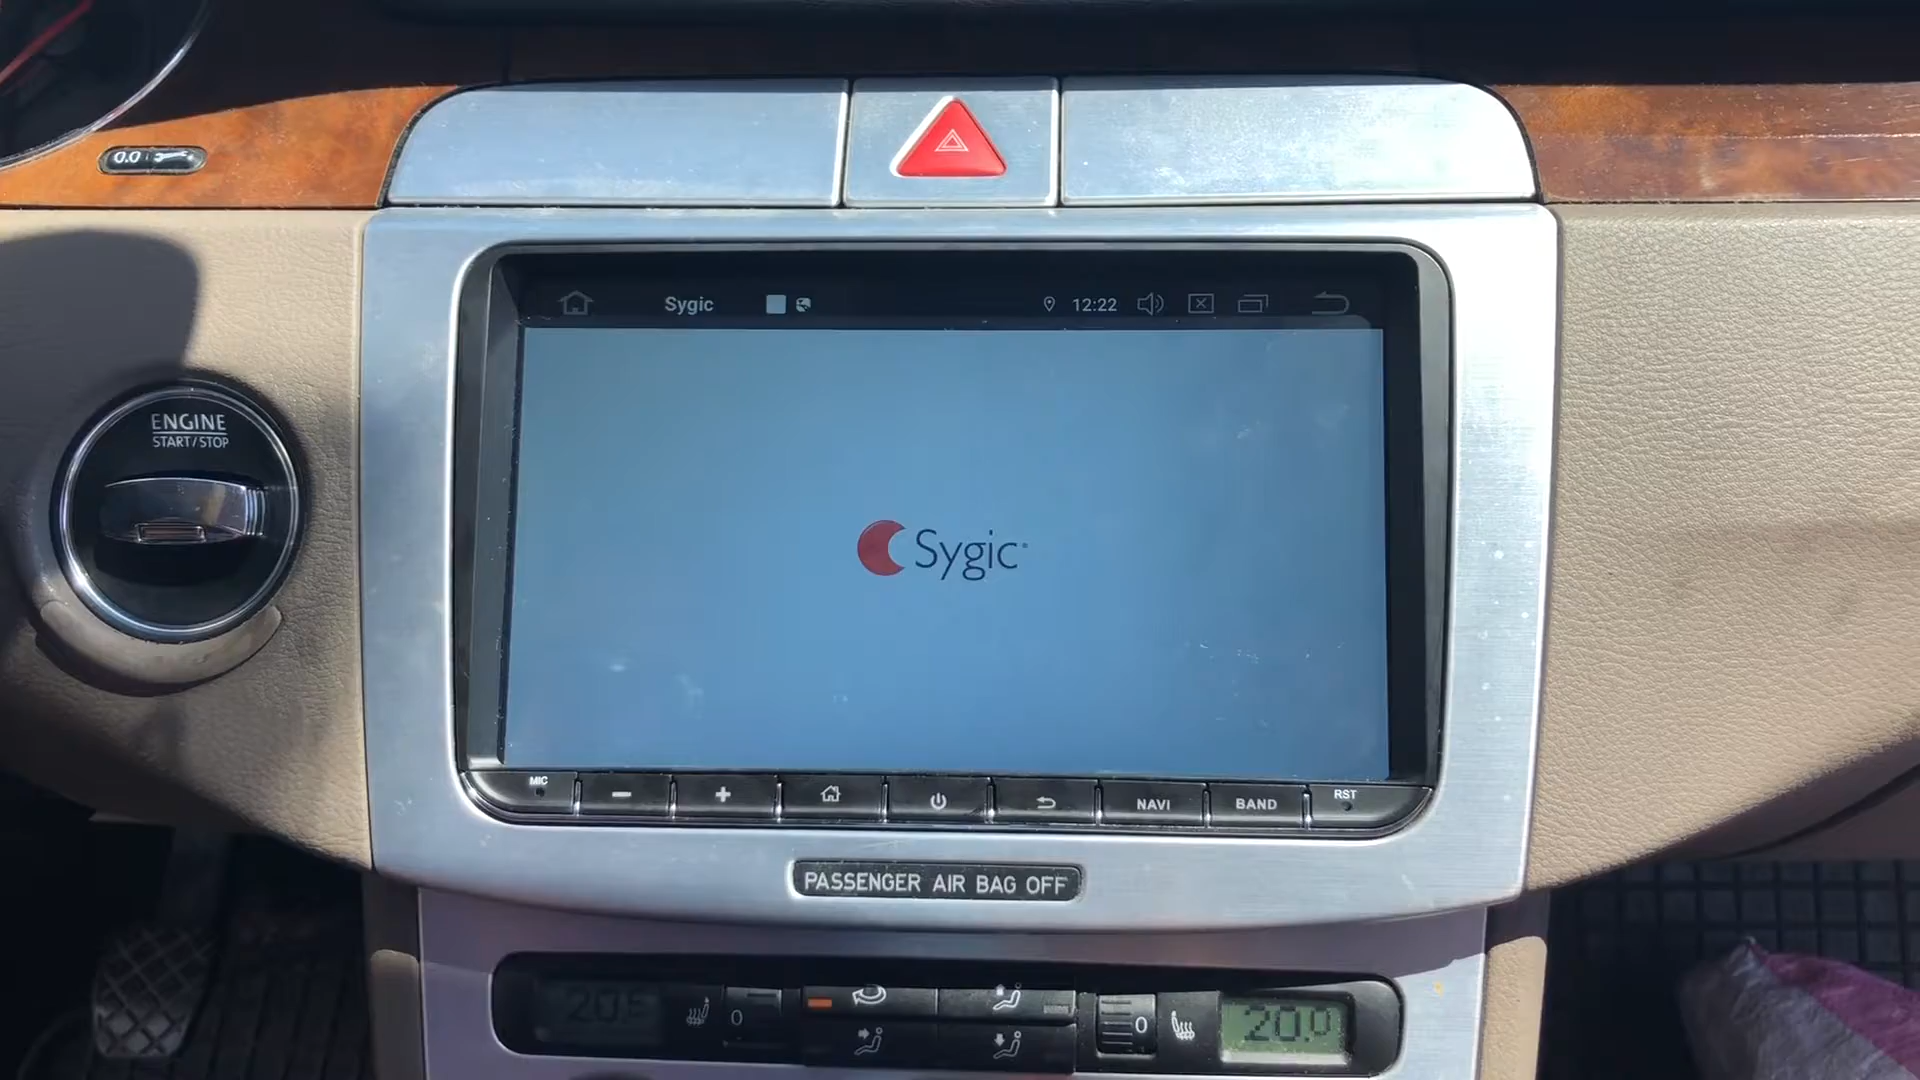 0.0
Sygic
12:22
ENGINE
START/STOP
Sygic
MIC
NAVI
BAND
RST
PASSENGER AIR BAG OFF
0
0
20.0